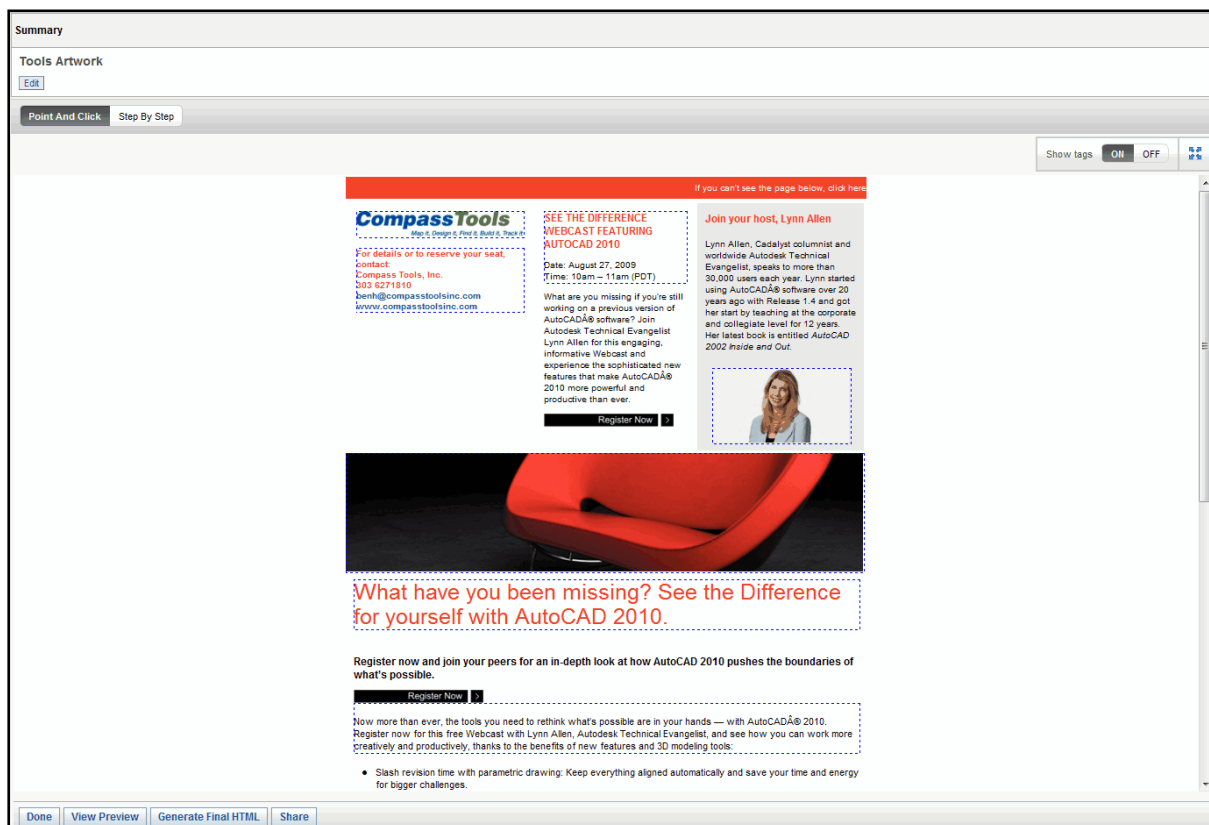 Summary
Tools Artwork
Edit
Point And Click
Step By Step
Show tags
ON
OFF
If you can't see the page below, click here
CompassTools
Map it, Design it, Find it, Build it, Track it
For details or to reserve your seat,
contact:
Compass Tools, Inc.
303 6271810
benh@compasstoolsinc.com
www.compasstoolsinc.com
SEE THE DIFFERENCE
WEBCAST FEATURING
AUTOCAD 2010
Date: August 27, 2009
Time: 10am – 11am (PDT)
What are you missing if you're still
working on a previous version of
AutoCADÂ® software? Join
Autodesk Technical Evangelist
Lynn Allen for this engaging,
informative Webcast and
experience the sophisticated new
features that make AutoCADÂ®
2010 more powerful and
productive than ever.
Register Now >
Join your host, Lynn Allen
Lynn Allen, Cadalyst columnist and
worldwide Autodesk Technical
Evangelist, speaks to more than
30,000 users each year. Lynn started
using AutoCADÂ® software over 20
years ago with Release 1.4 and got
her start by teaching at the corporate
and collegiate level for 12 years.
Her latest book is entitled AutoCAD
2002 Inside and Out.
What have you been missing? See the Difference
for yourself with AutoCAD 2010.
Register now and join your peers for an in-depth look at how AutoCAD 2010 pushes the boundaries of
what's possible.
Register Now >
Now more than ever, the tools you need to rethink what's possible are in your hands — with AutoCADÂ® 2010.
Register now for this free Webcast with Lynn Allen, Autodesk Technical Evangelist, and see how you can work more
creatively and productively, thanks to the benefits of new features and 3D modeling tools:
● Slash revision time with parametric drawing: Keep everything aligned automatically and save your time and energy
for bigger challenges.
Done
View Preview
Generate Final HTML
Share